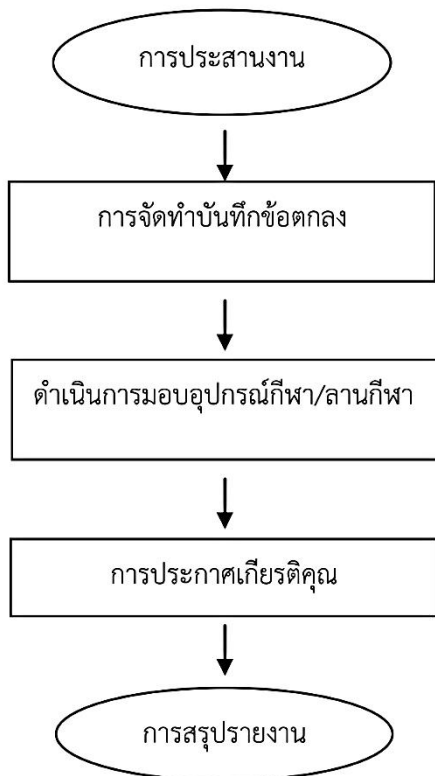 การประสานงาน
การจัดทำบันทึกข้อตกลง
ดำเนินการมอบอุปกรณ์กีฬา/ลานกีฬา
การประกาศเกียรติคุณ
การสรุปรายงาน